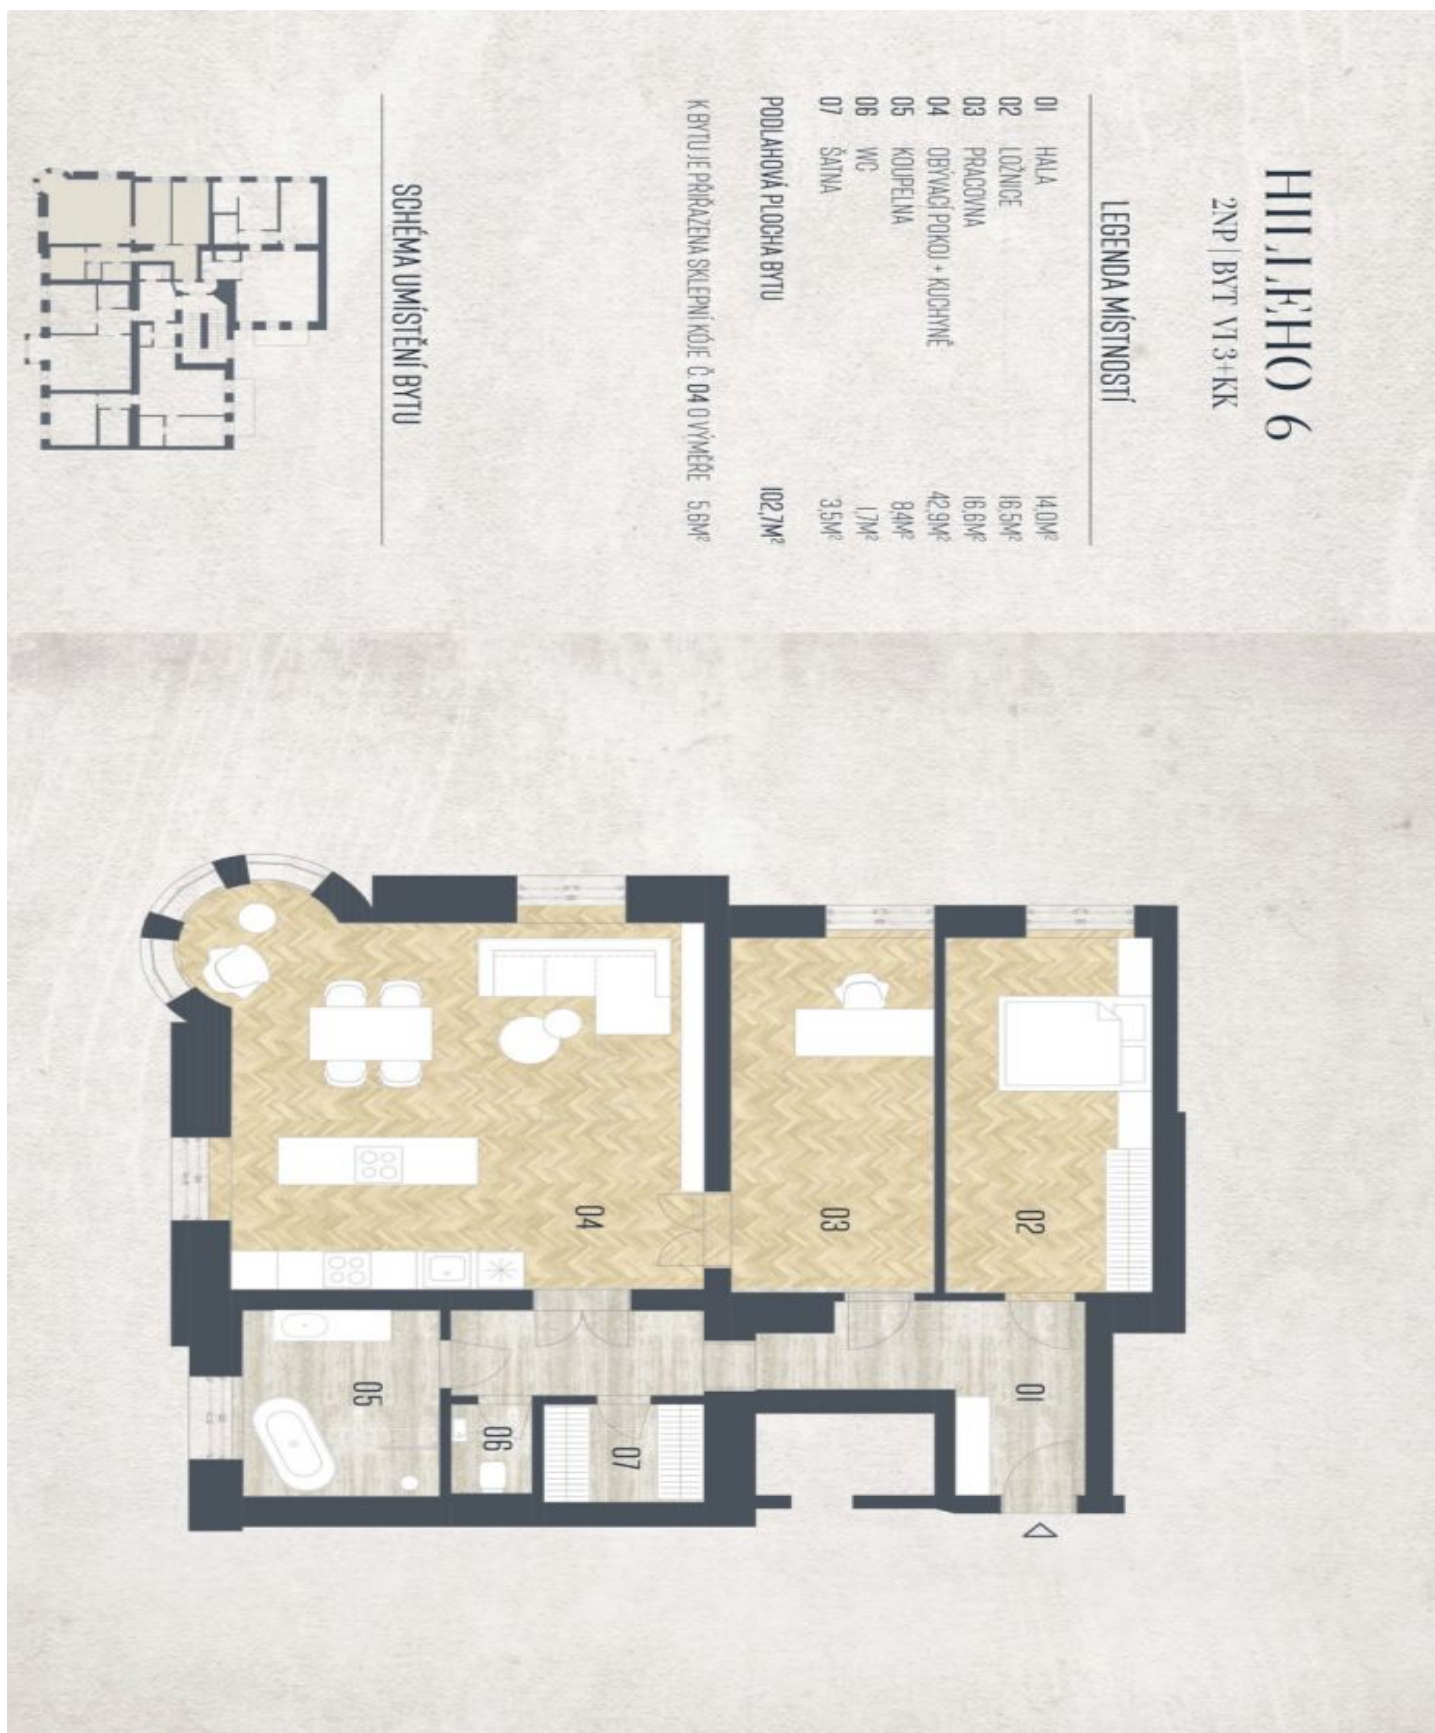 HILLEHO 6
2NP | BYT VI 3+KK
LEGENDA MÍSTNOSTÍ
01 HALA 14,0M²
02 LOŽNICE 16,5M²
03 PRACOVNA 16,6M²
04 OBÝVACÍ POKOJ + KUCHYNĚ 42,9M²
05 KOUPELNA 8,4M²
06 WC 1,7M²
07 ŠATNA 3,5M²
PODLAHOVÁ PLOCHA BYTU 102,7M²
K BYTU JE PŘIŘAZENA SKLEPNÍ KÓJE Č. 04 O VÝMĚŘE 5,6M²
SCHÉMA UMÍSTĚNÍ BYTU
02
03
04
01
07
06
05